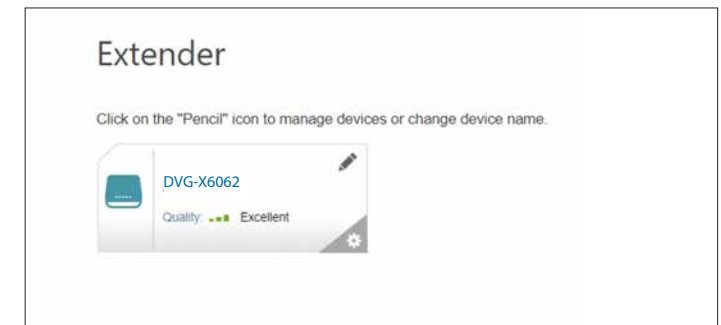 Extender
Click on the "Pencil" icon to manage devices or change device name.
DVG-X6062
Quality: Excellent